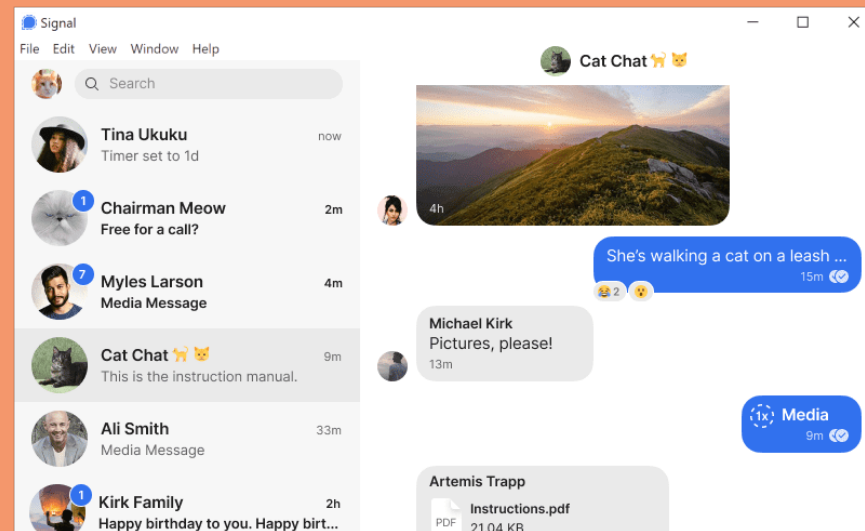 Signal
File Edit View Window Help
Search
Tina Ukuku now
Timer set to 1d
1
Chairman Meow 2m
Free for a call?
7
Myles Larson 4m
Media Message
Cat Chat🐈 🐱 9m
This is the instruction manual.
Ali Smith 33m
Media Message
1
Kirk Family 2h
Happy birthday to you. Happy birt...
Cat Chat🐈 🐱
4h
She's walking a cat on a leash ...
15m
😂 2 😮
Michael Kirk
Pictures, please!
13m
1x Media
9m
Artemis Trapp
PDF
Instructions.pdf
21.04 KB